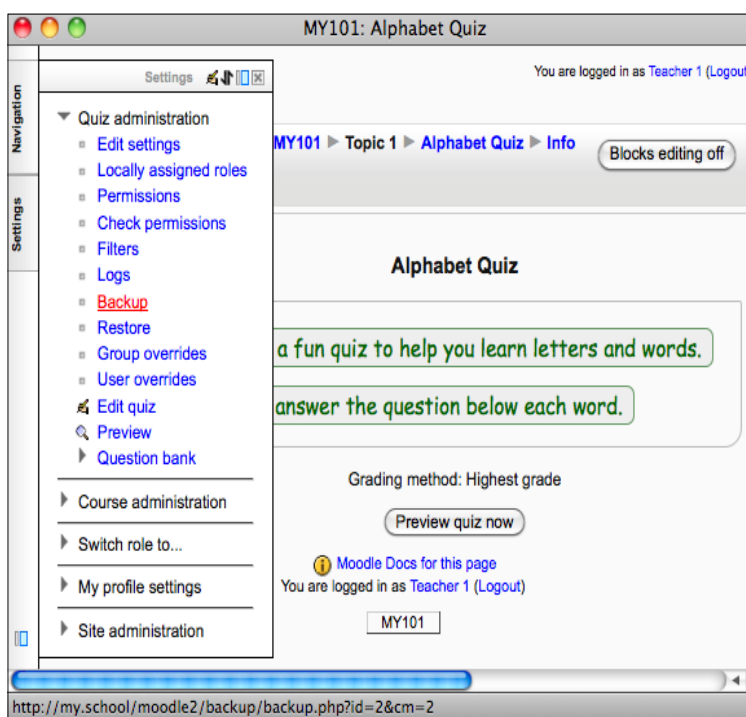 MY101: Alphabet Quiz
You are logged in as Teacher 1 (Logout
Navigation
Settings
Settings
Quiz administration
Edit settings
Locally assigned roles
Permissions
Check permissions
Filters
Logs
Backup
Restore
Group overrides
User overrides
Edit quiz
Preview
Question bank
Course administration
Switch role to...
My profile settings
Site administration
MY101 ▶ Topic 1 ▶ Alphabet Quiz ▶ Info
Blocks editing off
Alphabet Quiz
a fun quiz to help you learn letters and words.
answer the question below each word.
Grading method: Highest grade
Preview quiz now
Moodle Docs for this page
You are logged in as Teacher 1 (Logout)
MY101
http://my.school/moodle2/backup/backup.php?id=2&cm=2